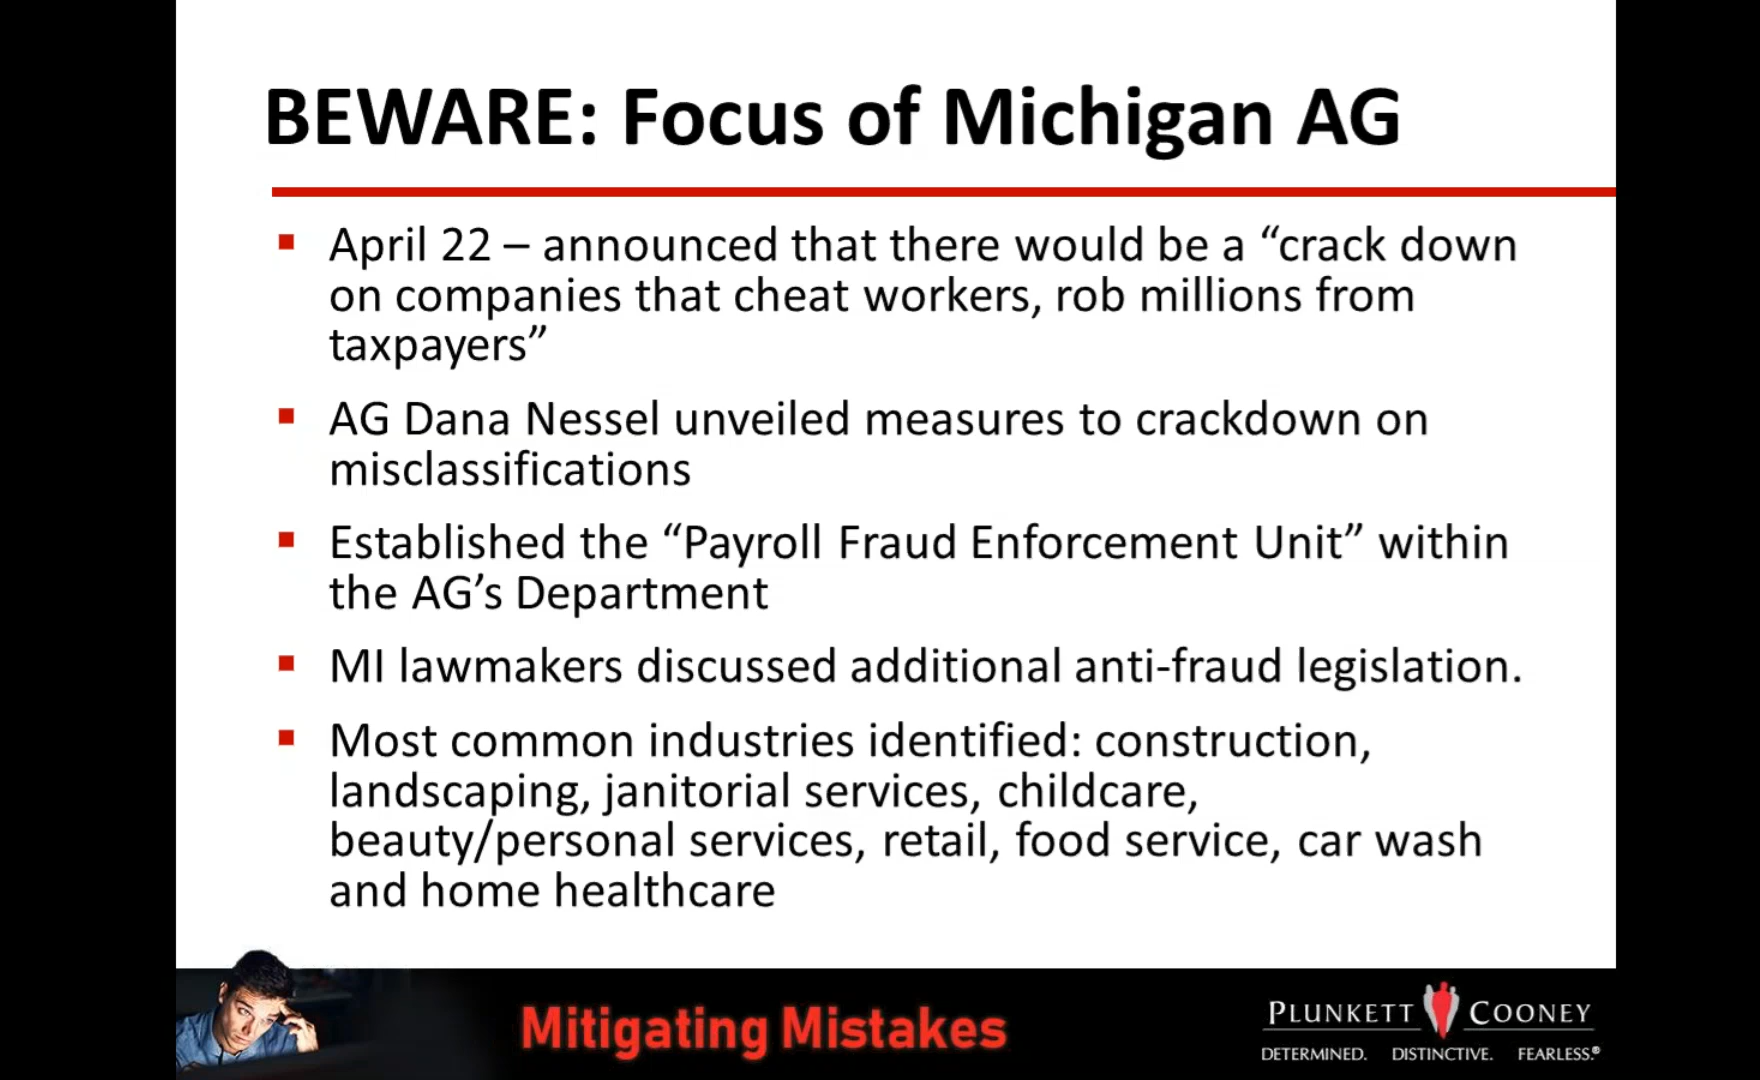 BEWARE: Focus of Michigan AG
April 22 – announced that there would be a “crack down
on companies that cheat workers, rob millions from
taxpayers”
AG Dana Nessel unveiled measures to crackdown on
misclassifications
Established the “Payroll Fraud Enforcement Unit” within
the AG’s Department
MI lawmakers discussed additional anti-fraud legislation.
Most common industries identified: construction,
landscaping, janitorial services, childcare,
beauty/personal services, retail, food service, car wash
and home healthcare
Mitigating Mistakes
PLUNKETT COONEY
DETERMINED. DISTINCTIVE. FEARLESS.®